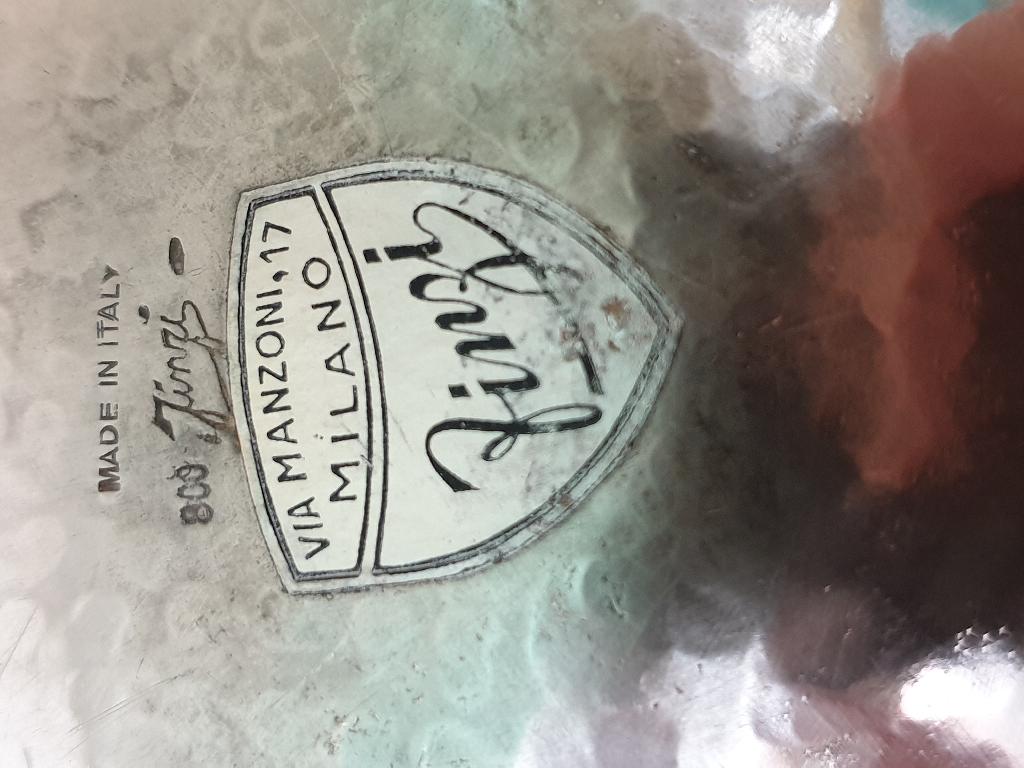 MADE IN ITALY
800 Finzi
VIA MANZONI, 17
MILANO
Finzi